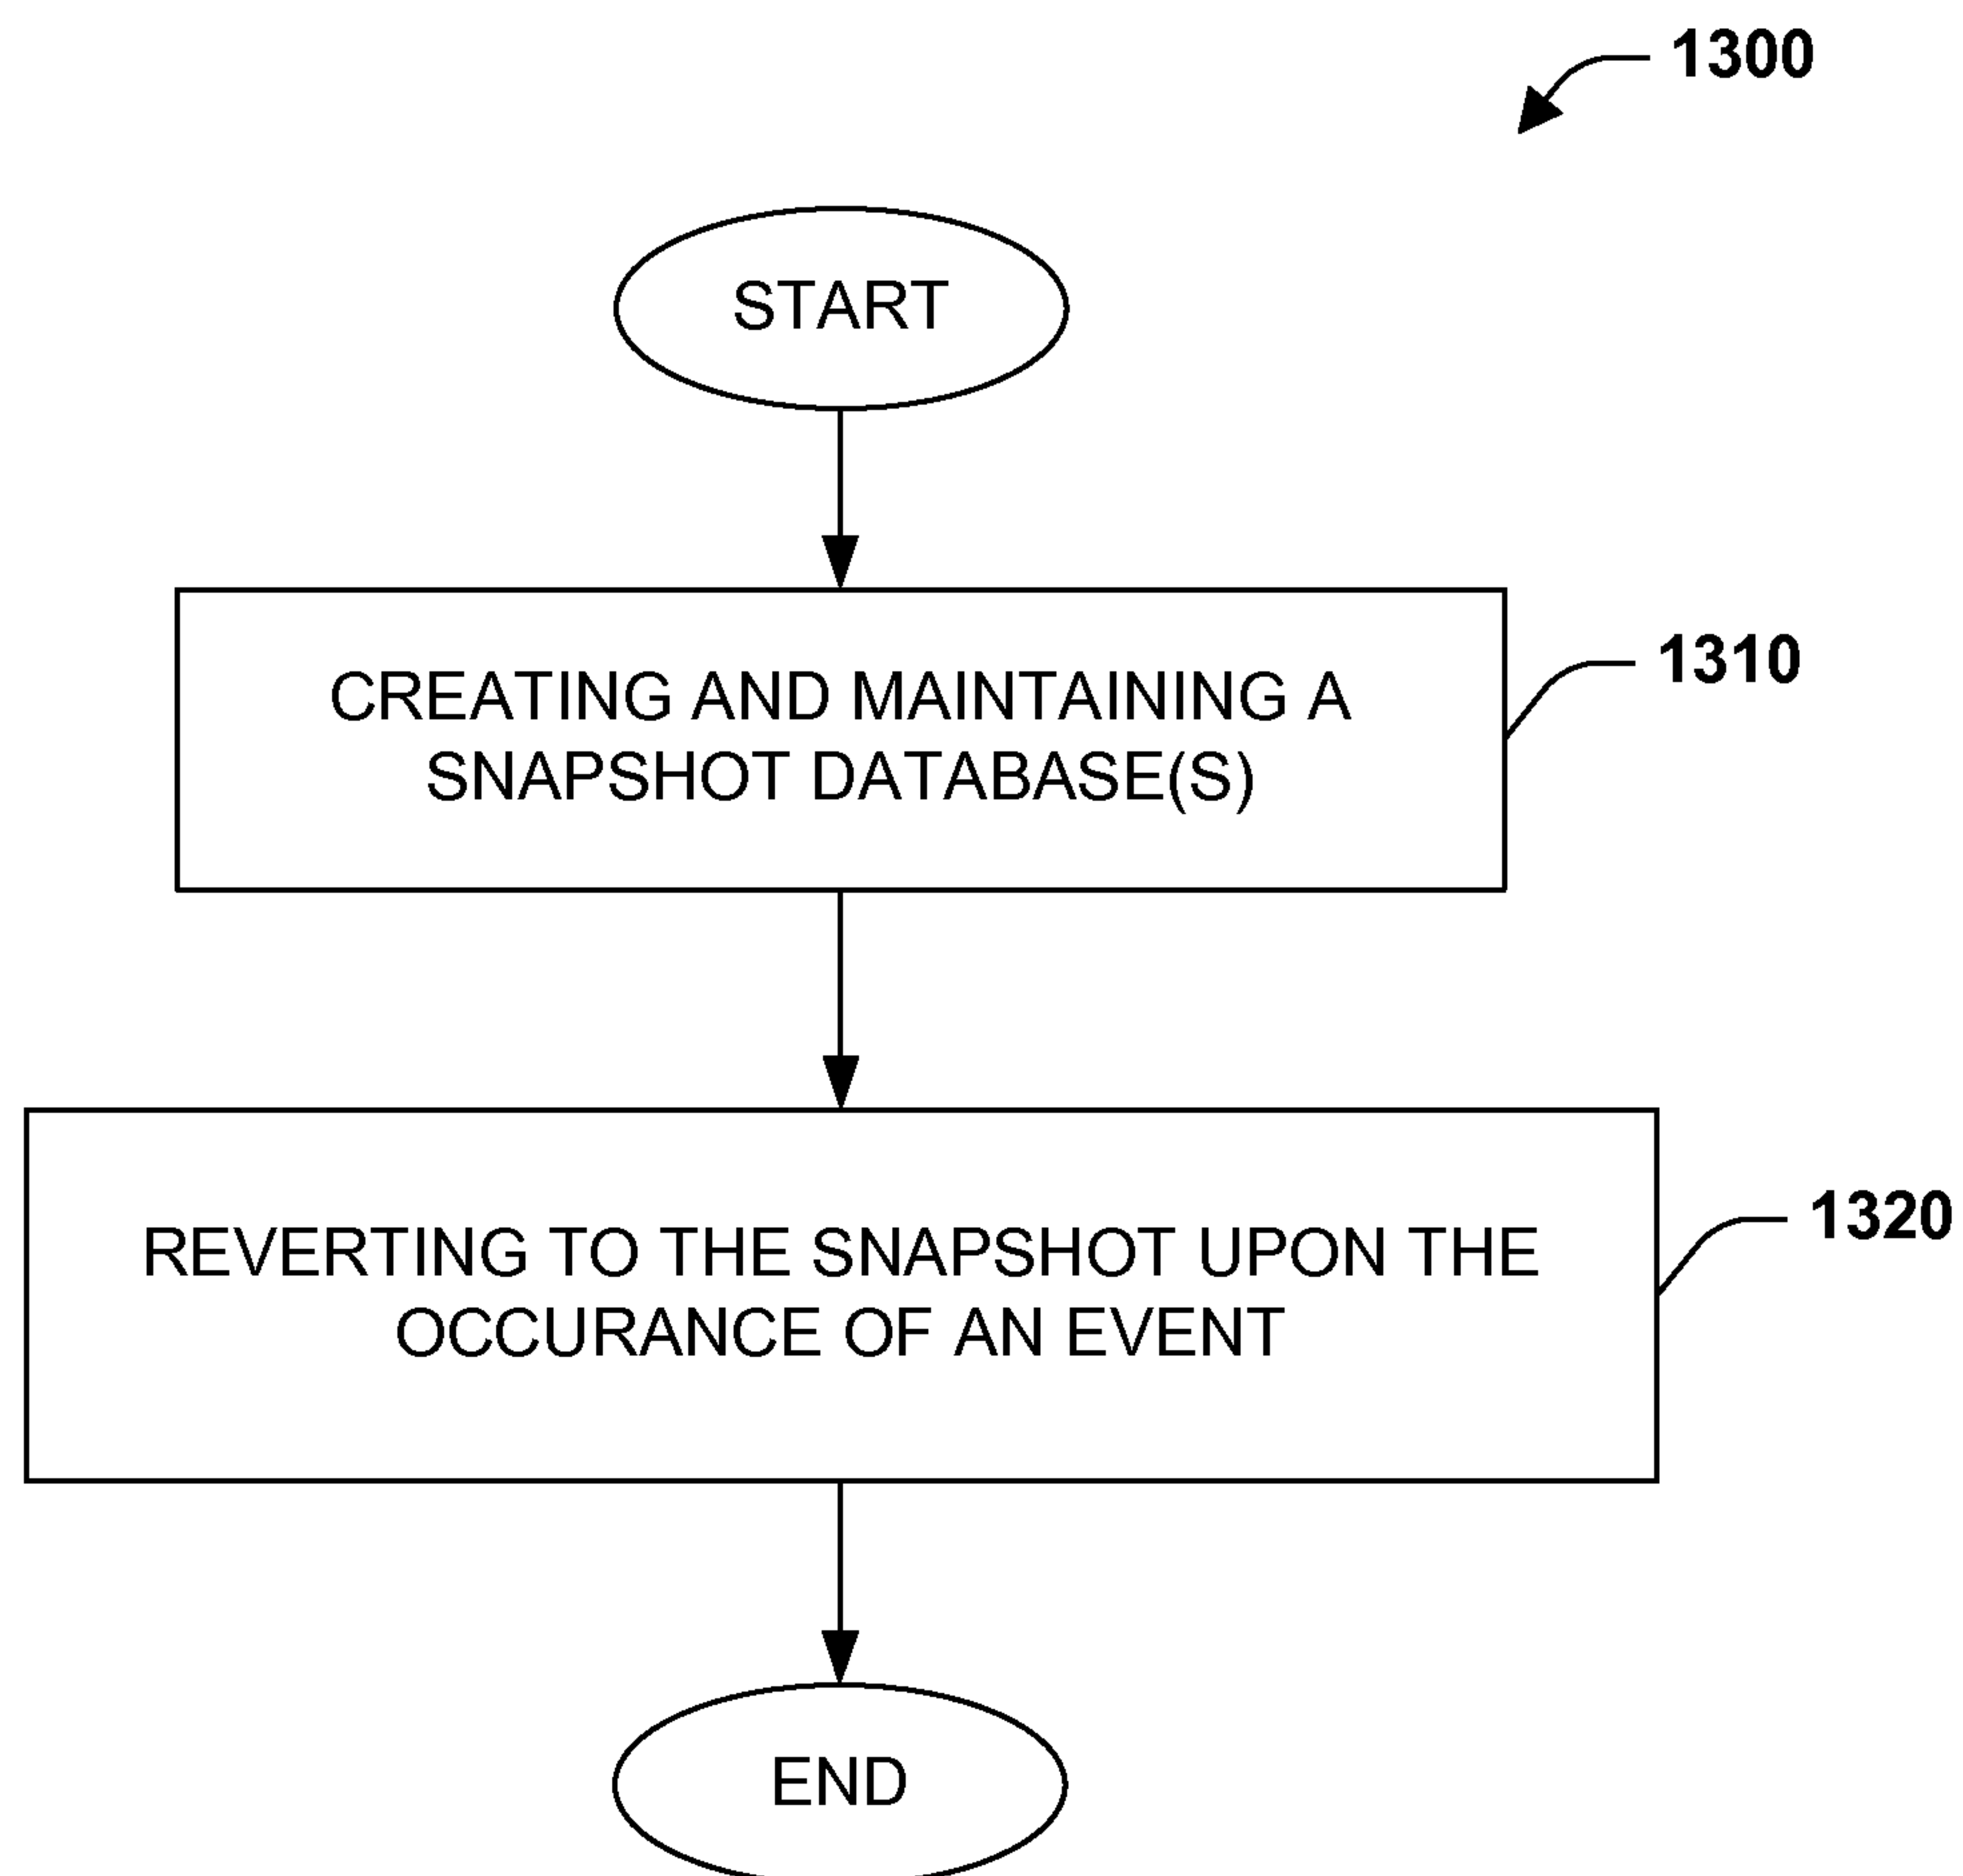 1300
START
CREATING AND MAINTAINING A
SNAPSHOT DATABASE(S)
1310
REVERTING TO THE SNAPSHOT UPON THE
OCCURANCE OF AN EVENT
1320
END